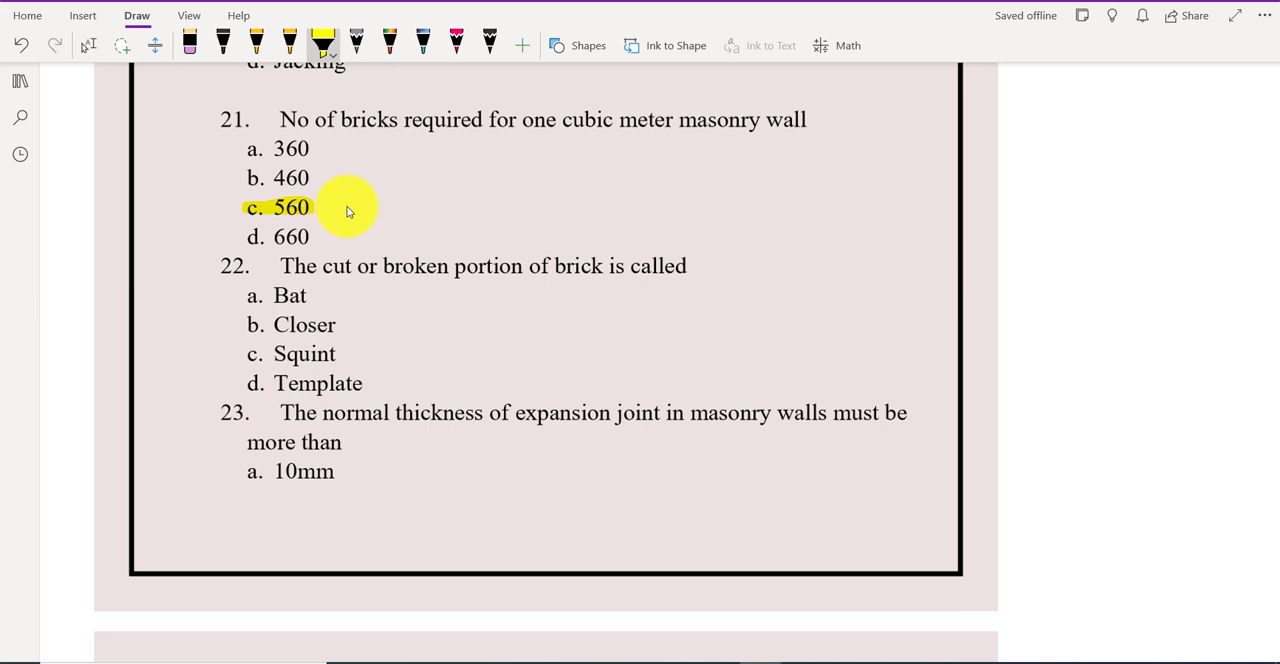 Home Insert Draw View Help Saved offline Share
Shapes Ink to Shape Ink to Text Math
d. Jacking
21. No of bricks required for one cubic meter masonry wall
a. 360
b. 460
c. 560
d. 660
22. The cut or broken portion of brick is called
a. Bat
b. Closer
c. Squint
d. Template
23. The normal thickness of expansion joint in masonry walls must be
more than
a. 10mm